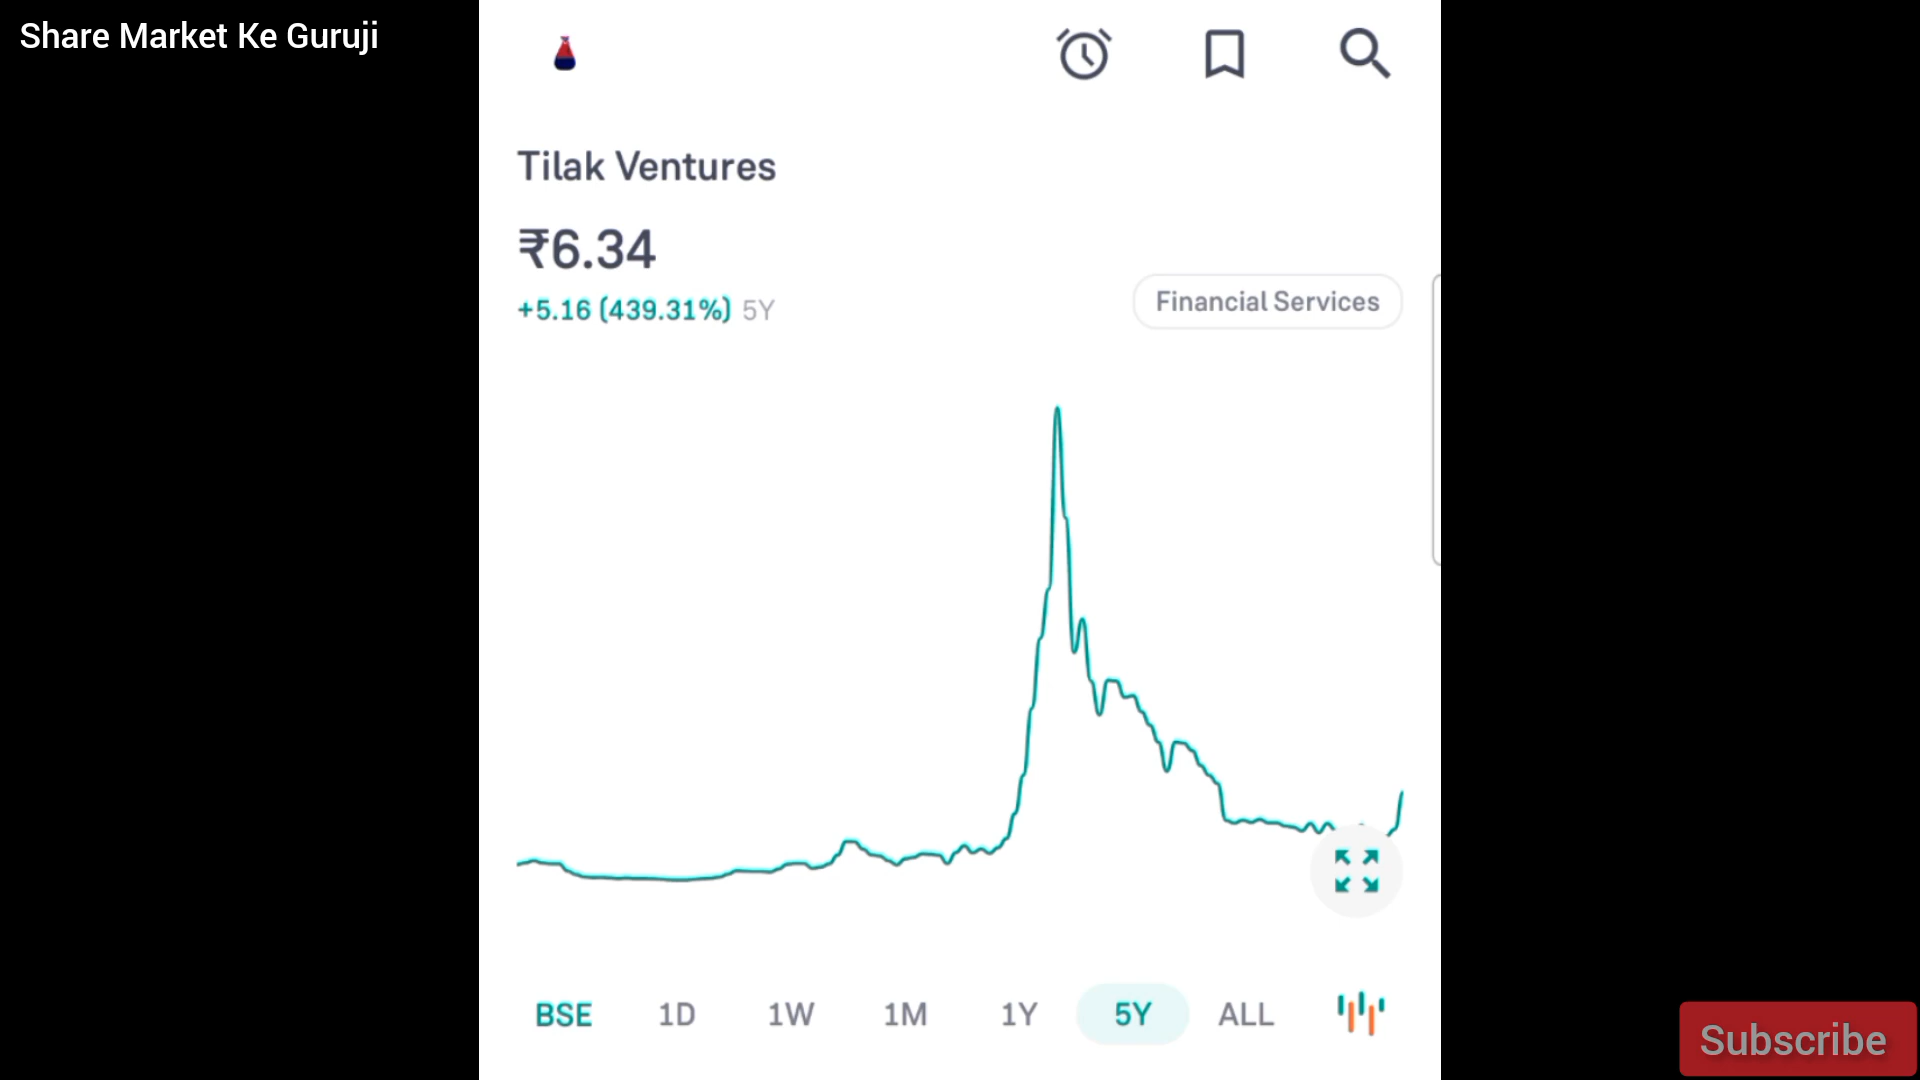 Share Market Ke Guruji
Tilak Ventures
₹6.34
+5.16 (439.31%) 5Y
Financial Services
BSE 1D 1W 1M 1Y 5Y ALL
Subscribe